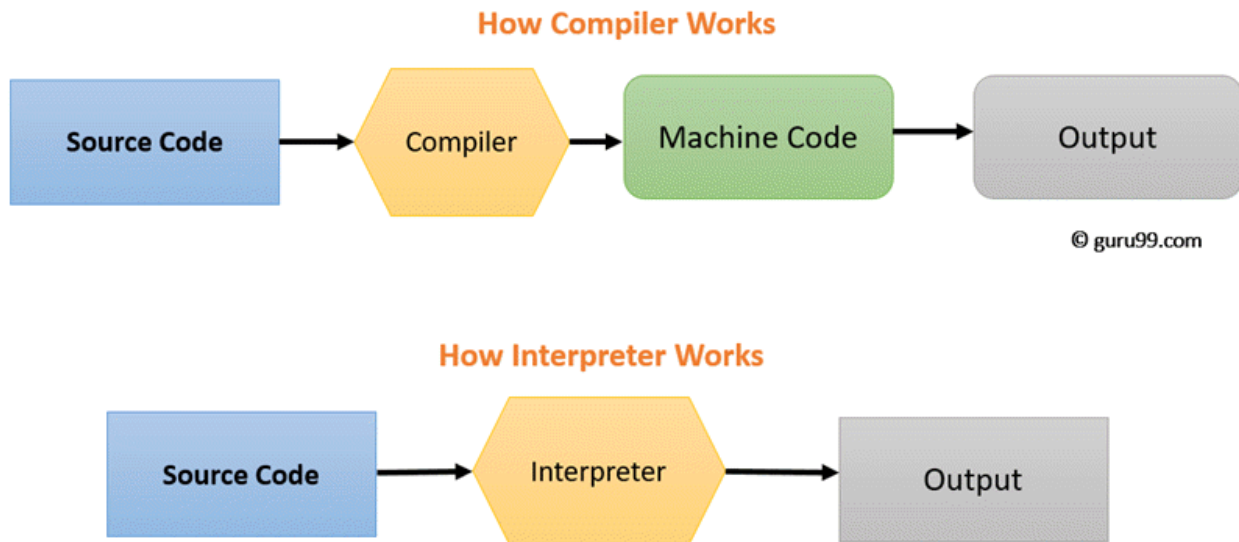 How Compiler Works
Source Code
Compiler
Machine Code
Output
© guru99.com
How Interpreter Works
Source Code
Interpreter
Output